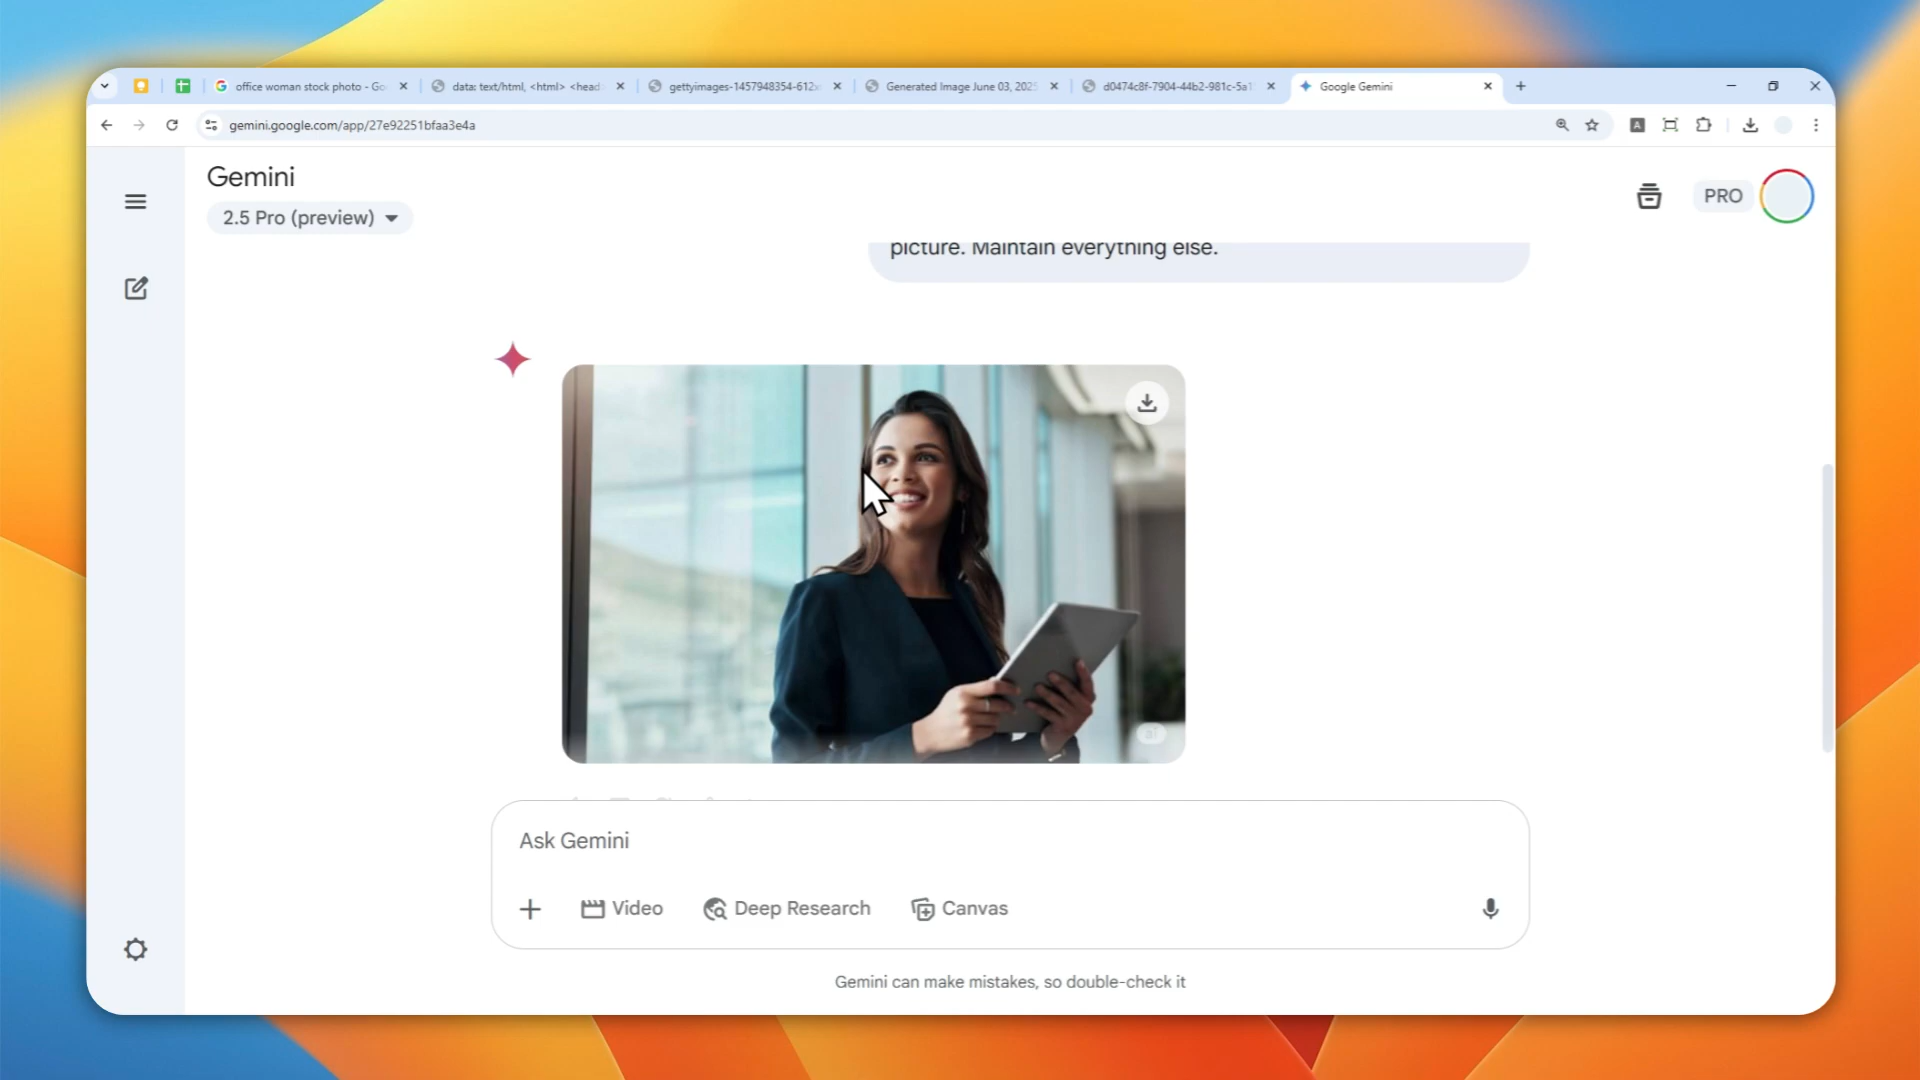 office woman stock photo - Go
data: text/html, <html> <head
gettyimages-1457948354-612x
Generated Image June 03, 2025
d0474c8f-7904-44b2-981c-5a1
Google Gemini
gemini.google.com/app/27e92251bfaa3e4a
A
Gemini
2.5 Pro (preview)
PRO
picture. Maintain everything else.
ai
Ask Gemini
Video
Deep Research
Canvas
Gemini can make mistakes, so double-check it